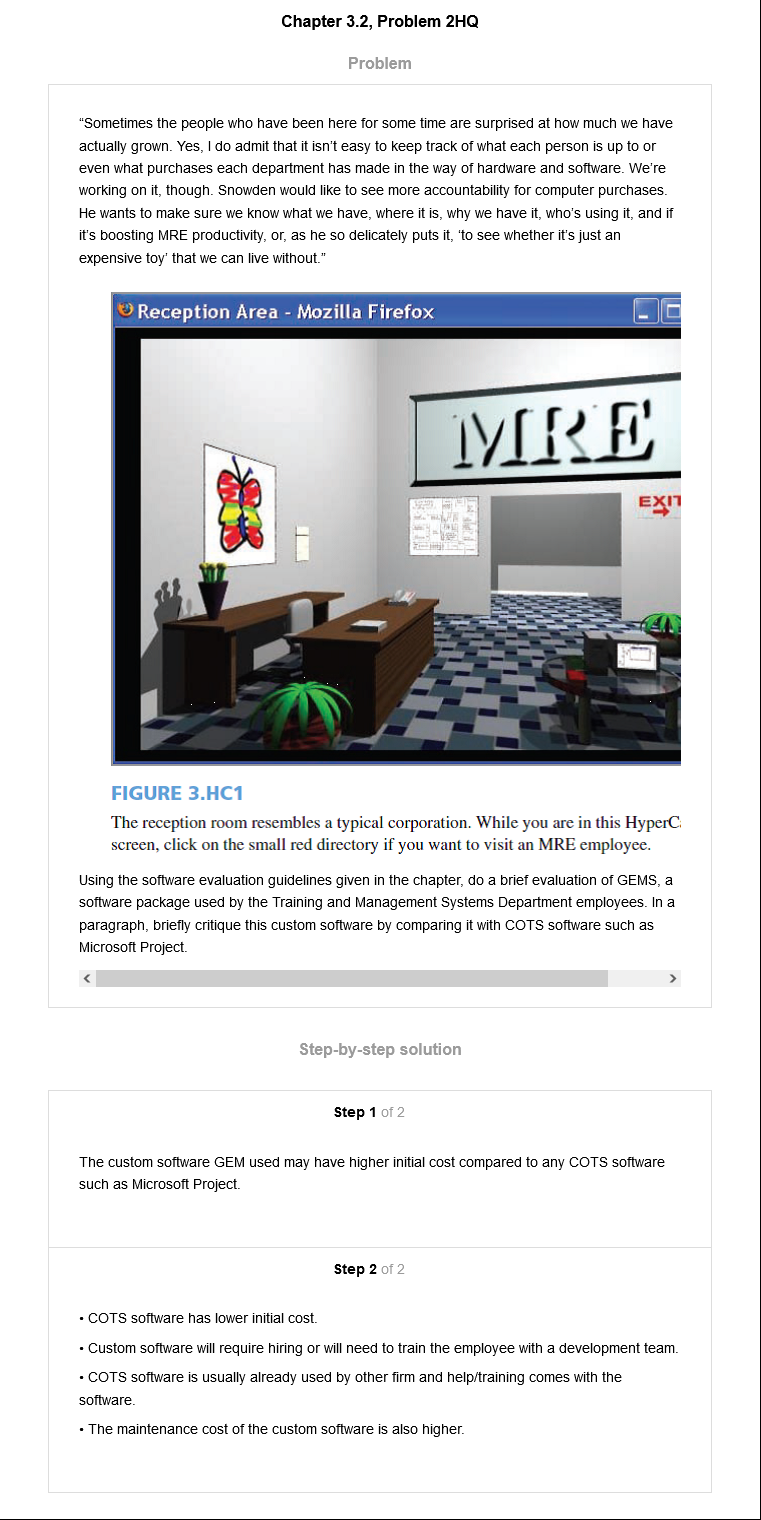 Chapter 3.2, Problem 2HQ
Problem
“Sometimes the people who have been here for some time are surprised at how much we have
actually grown. Yes, I do admit that it isn’t easy to keep track of what each person is up to or
even what purchases each department has made in the way of hardware and software. We’re
working on it, though. Snowden would like to see more accountability for computer purchases.
He wants to make sure we know what we have, where it is, why we have it, who’s using it, and if
it’s boosting MRE productivity, or, as he so delicately puts it, ‘to see whether it’s just an
expensive toy’ that we can live without.”
Reception Area - Mozilla Firefox
MRE
EXIT
FIGURE 3.HC1
The reception room resembles a typical corporation. While you are in this HyperC
screen, click on the small red directory if you want to visit an MRE employee.
Using the software evaluation guidelines given in the chapter, do a brief evaluation of GEMS, a
software package used by the Training and Management Systems Department employees. In a
paragraph, briefly critique this custom software by comparing it with COTS software such as
Microsoft Project.
Step-by-step solution
Step 1 of 2
The custom software GEM used may have higher initial cost compared to any COTS software
such as Microsoft Project.
Step 2 of 2
• COTS software has lower initial cost.
• Custom software will require hiring or will need to train the employee with a development team.
• COTS software is usually already used by other firm and help/training comes with the
software.
• The maintenance cost of the custom software is also higher.